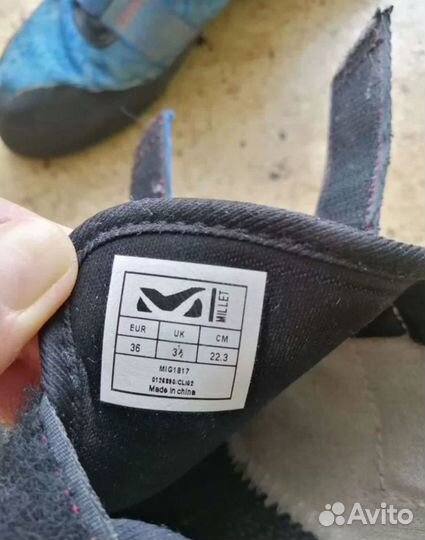 MILLET
EUR UK CM
36 3½ 22.3
MIG1817
Made in china
Avito